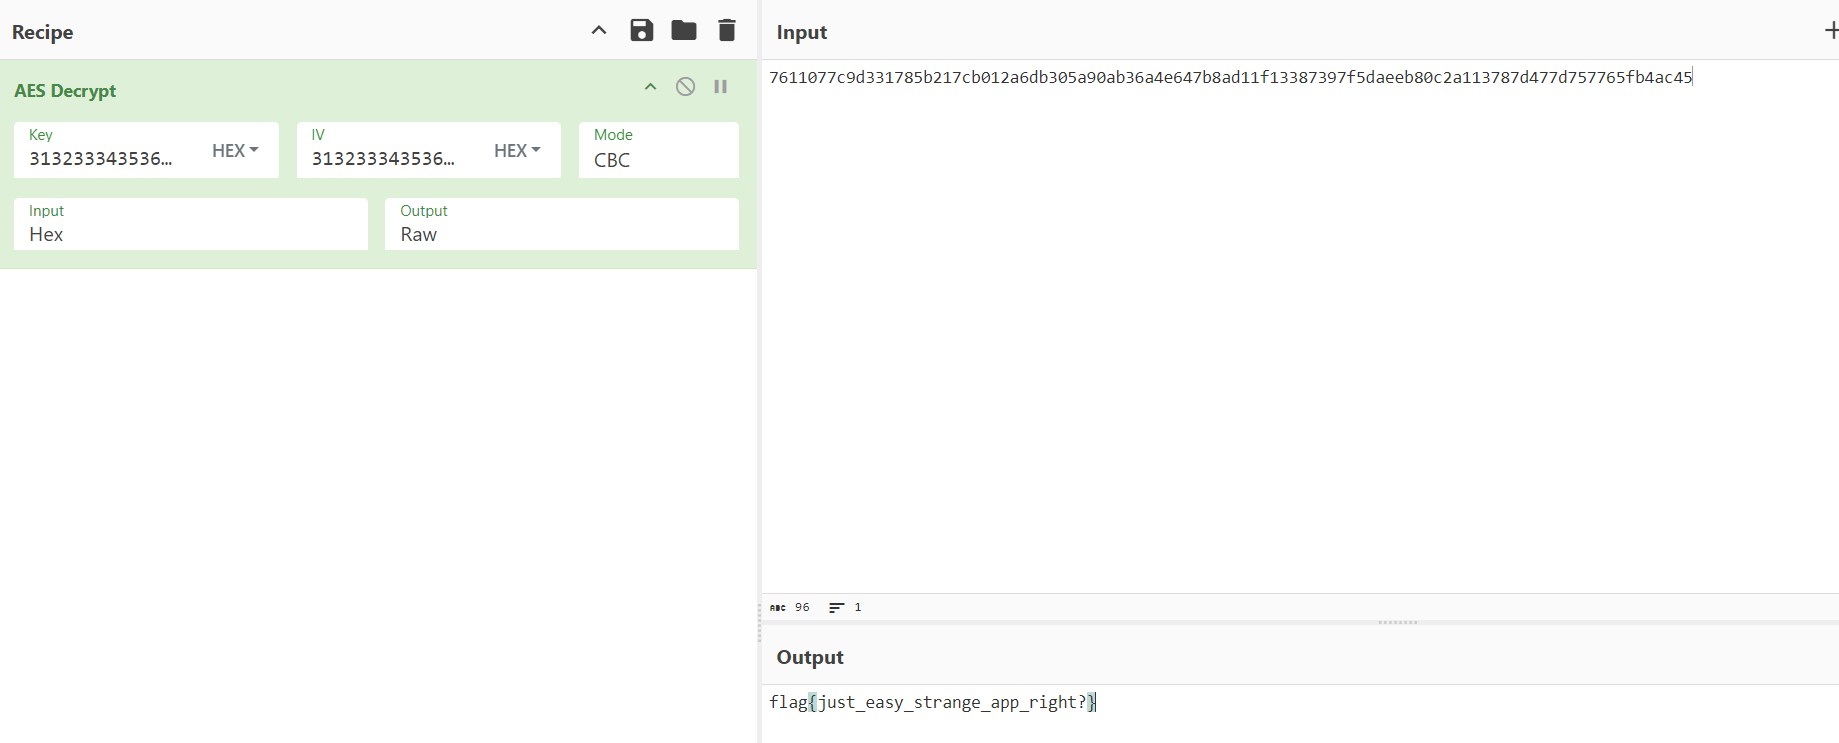 Recipe
AES Decrypt
Key
313233343536...
HEX
IV
313233343536...
HEX
Mode
CBC
Input
Hex
Output
Raw
Input
7611077c9d331785b217cb012a6db305a90ab36a4e647b8ad11f13387397f5daeeb80c2a113787d477d757765fb4ac45
ABC 96
1
Output
flag{just_easy_strange_app_right?}